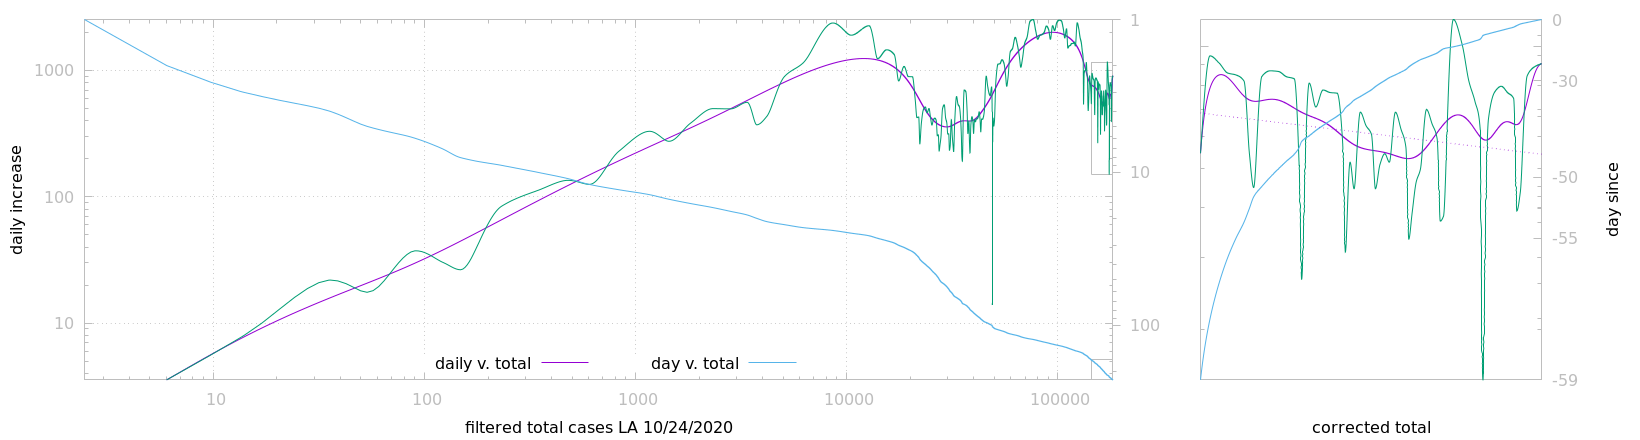 1
0
1000
-30
daily increase
10
-50
day since
100
-55
10
100
daily v. total
day v. total
-59
10
100
1000
10000
100000
filtered total cases LA 10/24/2020
corrected total